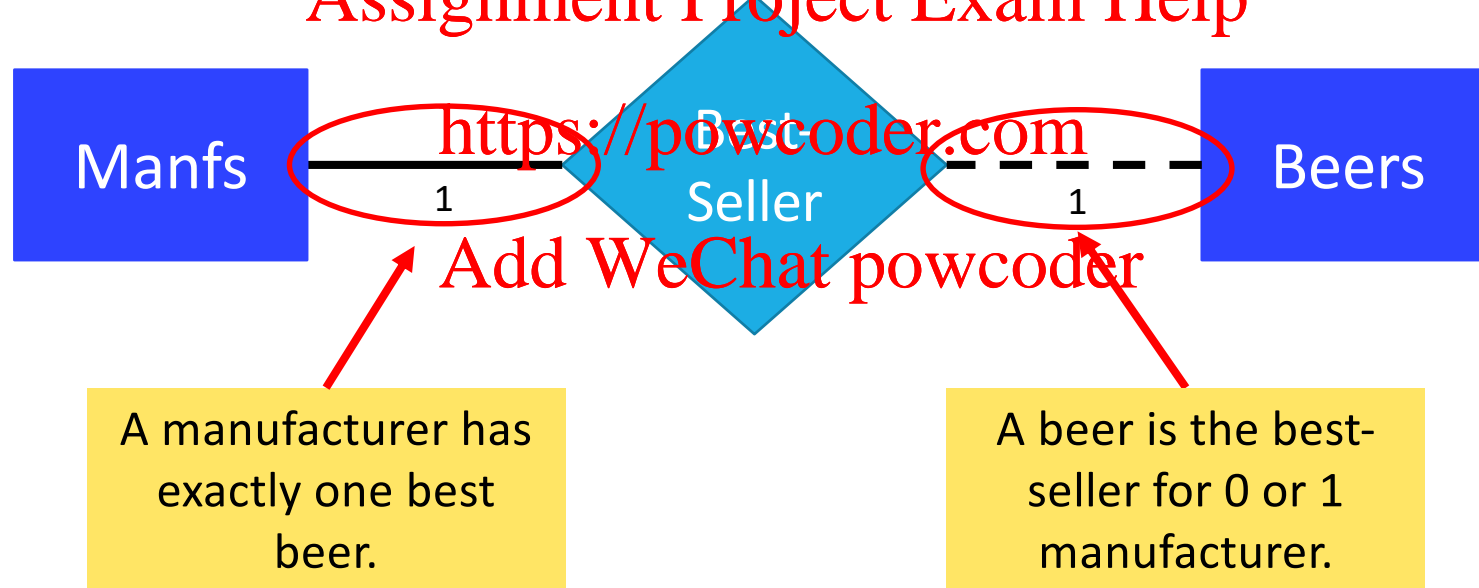 Assignment Project Exam Help
https://powcoder.com
Manfs
Best-
Seller
Beers
1
1
Add WeChat powcoder
A manufacturer has
exactly one best
beer.
A beer is the best-
seller for 0 or 1
manufacturer.